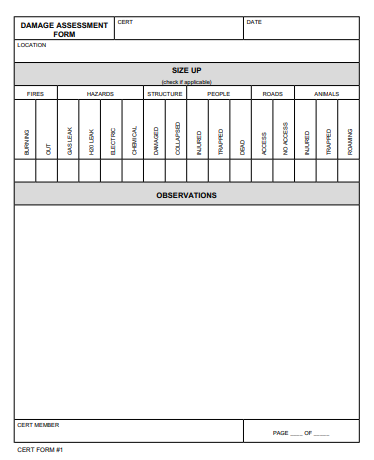 DAMAGE ASSESSMENT
FORM
CERT
DATE
LOCATION
SIZE UP
(check if applicable)
FIRES HAZARDS STRUCTURE PEOPLE ROADS ANIMALS
BURNING
OUT
GAS LEAK
H20 LEAK
ELECTRIC
CHEMICAL
DAMAGED
COLLAPSED
INJURED
TRAPPED
DEAD
ACCESS
NO ACCESS
INJURED
TRAPPED
ROAMING
OBSERVATIONS
CERT MEMBER
PAGE ____ OF _____
CERT FORM #1